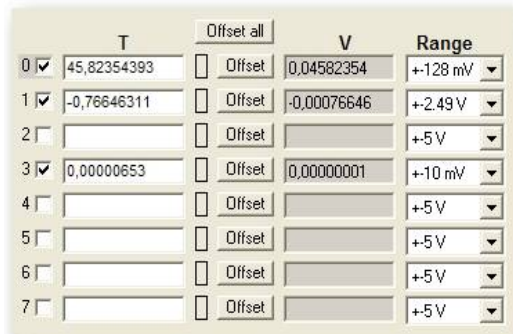 Offset all
T V Range
0 45,82354393 Offset 0,04582354 +-128 mV
1 -0,76646311 Offset -0,00076646 +-2.49 V
2 Offset +-5 V
3 0,00000653 Offset 0,00000001 +-10 mV
4 Offset +-5 V
5 Offset +-5 V
6 Offset +-5 V
7 Offset +-5 V